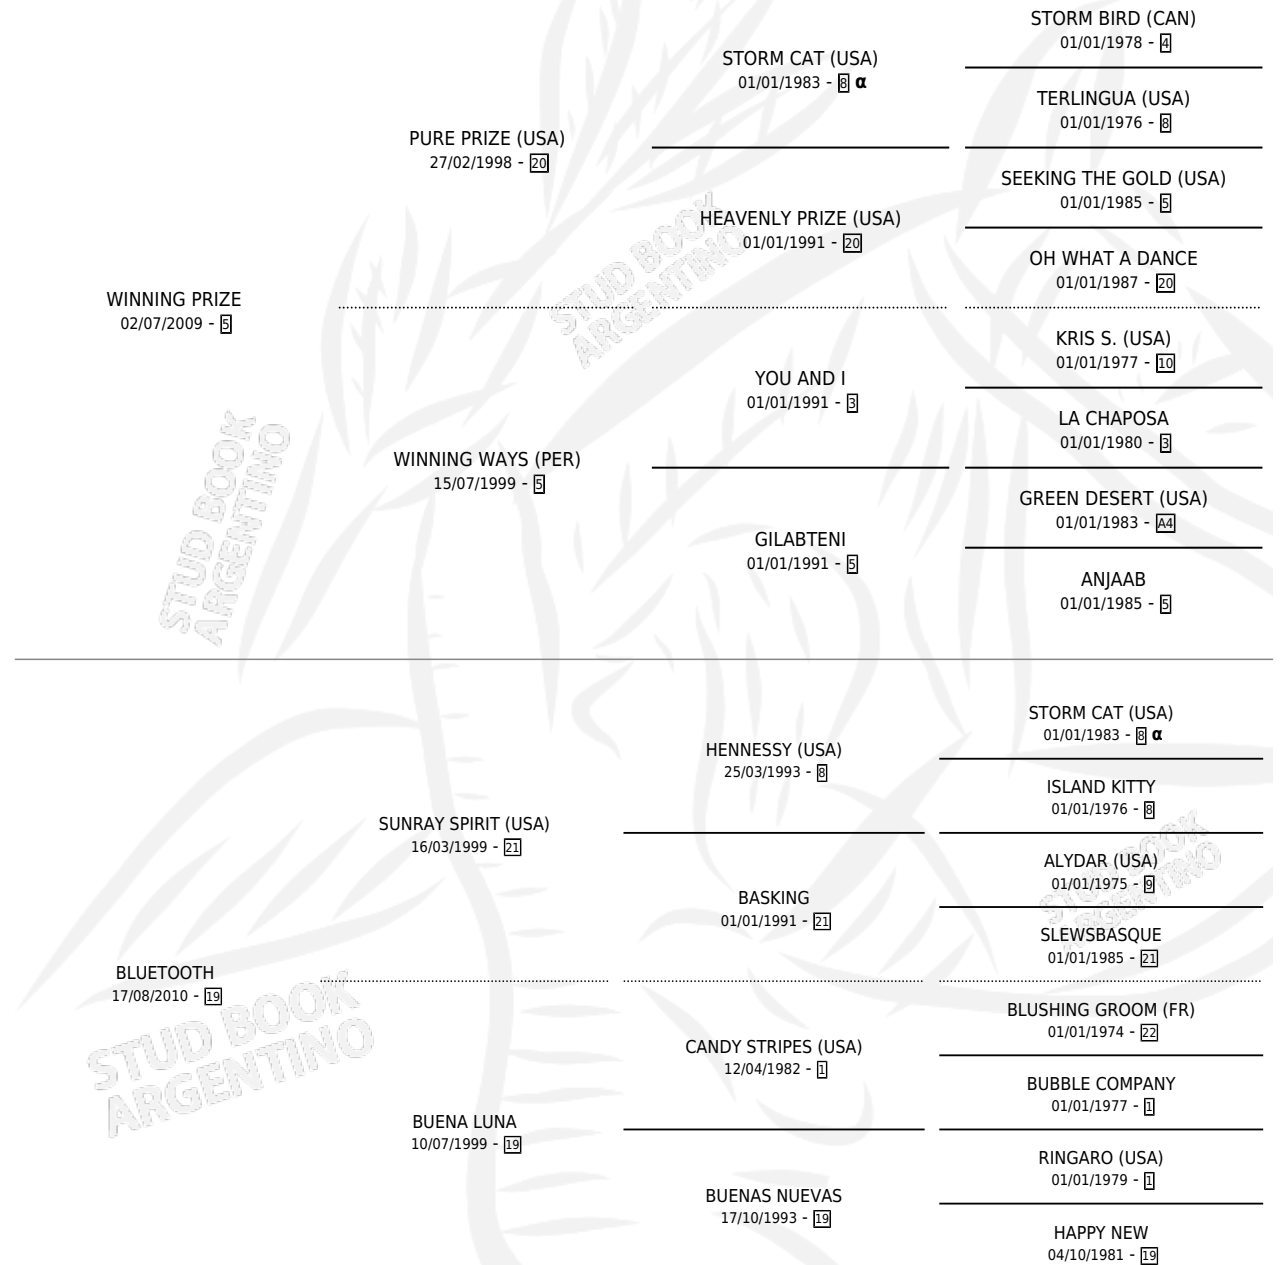 STORM BIRD (CAN)
01/01/1978 - 4
STORM CAT (USA)
01/01/1983 - 8 α
TERLINGUA (USA)
01/01/1976 - 8
PURE PRIZE (USA)
27/02/1998 - 20
SEEKING THE GOLD (USA)
01/01/1985 - 5
HEAVENLY PRIZE (USA)
01/01/1991 - 20
OH WHAT A DANCE
01/01/1987 - 20
WINNING PRIZE
02/07/2009 - 5
KRIS S. (USA)
01/01/1977 - 10
YOU AND I
01/01/1991 - 3
LA CHAPOSA
01/01/1980 - 3
WINNING WAYS (PER)
15/07/1999 - 5
GREEN DESERT (USA)
01/01/1983 - A4
GILABTENI
01/01/1991 - 5
ANJAAB
01/01/1985 - 5
STUD BOOK
ARGENTINO
STUD BOOK
ARGENTINO
STORM CAT (USA)
01/01/1983 - 8 α
HENNESSY (USA)
25/03/1993 - 8
ISLAND KITTY
01/01/1976 - 8
SUNRAY SPIRIT (USA)
16/03/1999 - 21
ALYDAR (USA)
01/01/1975 - 9
BASKING
01/01/1991 - 21
SLEWSBASQUE
01/01/1985 - 21
BLUETOOTH
17/08/2010 - 19
BLUSHING GROOM (FR)
01/01/1974 - 22
CANDY STRIPES (USA)
12/04/1982 - 1
BUBBLE COMPANY
01/01/1977 - 1
BUENA LUNA
10/07/1999 - 19
RINGARO (USA)
01/01/1979 - 1
BUENAS NUEVAS
17/10/1993 - 19
HAPPY NEW
04/10/1981 - 19
STUD BOOK
ARGENTINO
STUD BOOK
ARGENTINO